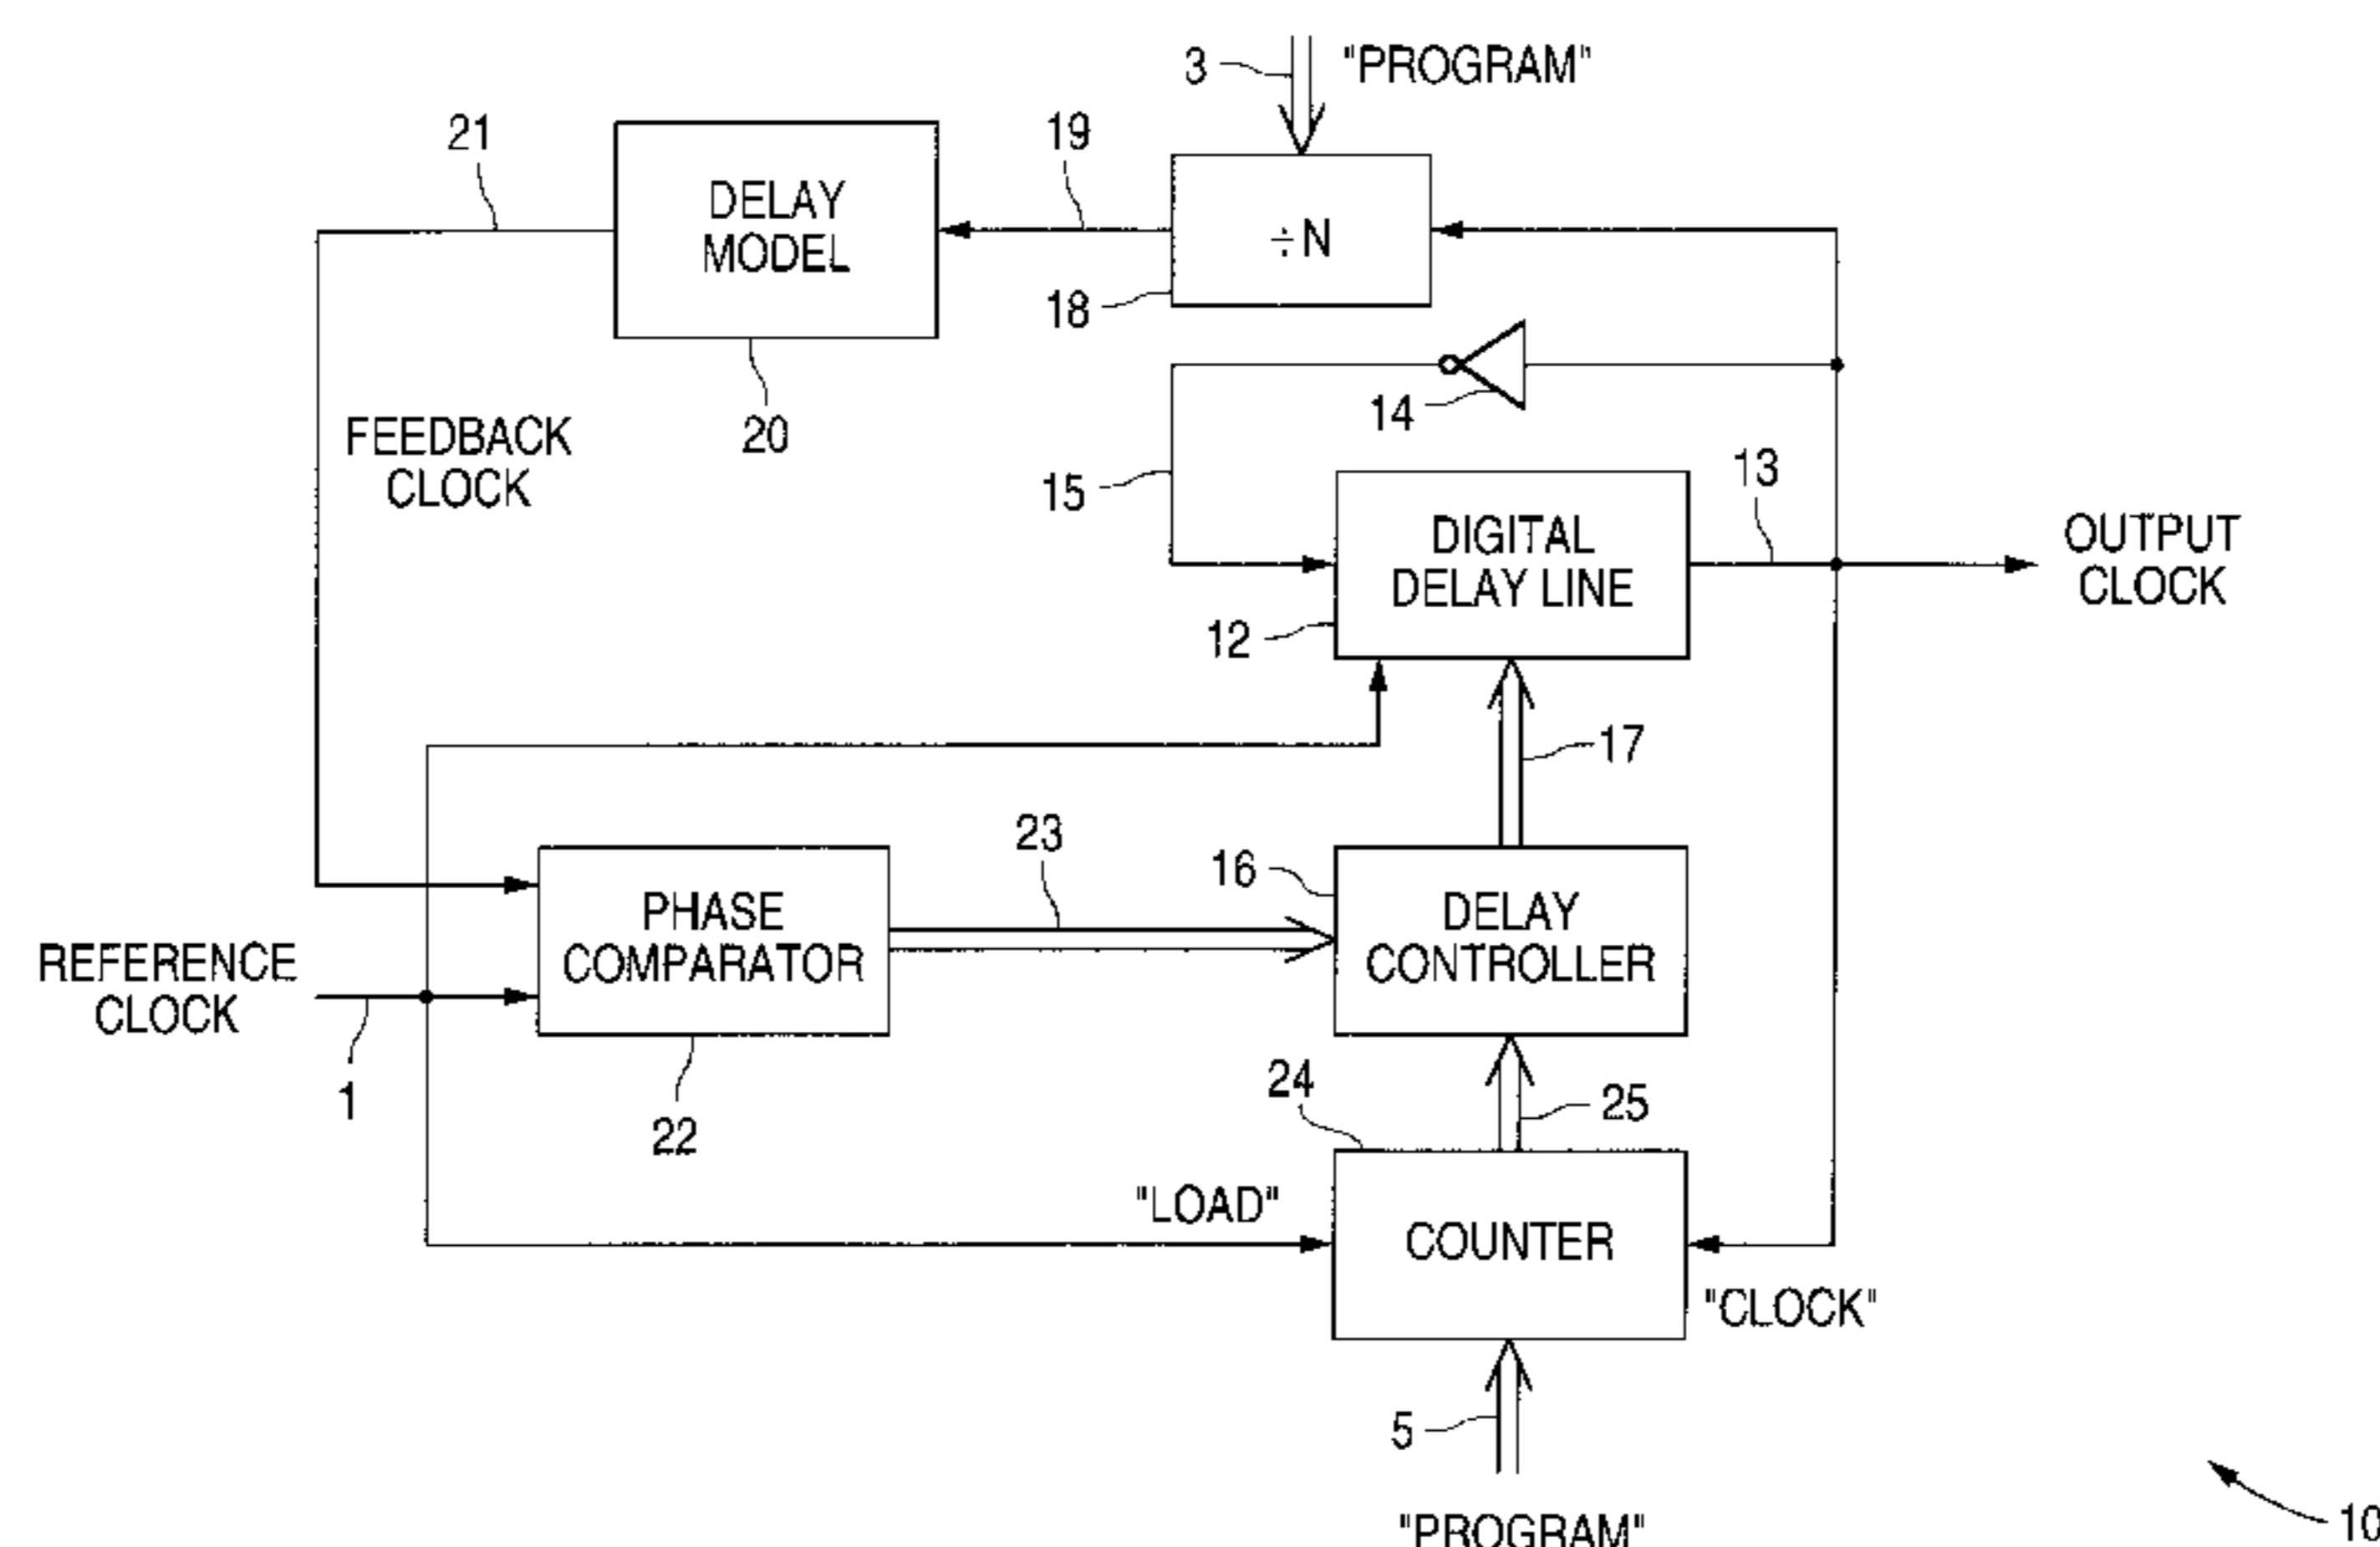 3
"PROGRAM"
21
19
DELAY
MODEL
÷N
18
14
20
FEEDBACK
CLOCK
15
13
DIGITAL
DELAY LINE
OUTPUT
CLOCK
12
17
23
16
PHASE
COMPARATOR
DELAY
CONTROLLER
REFERENCE
CLOCK
1
22
24
25
"LOAD"
COUNTER
"CLOCK"
5
"PROGRAM"
10